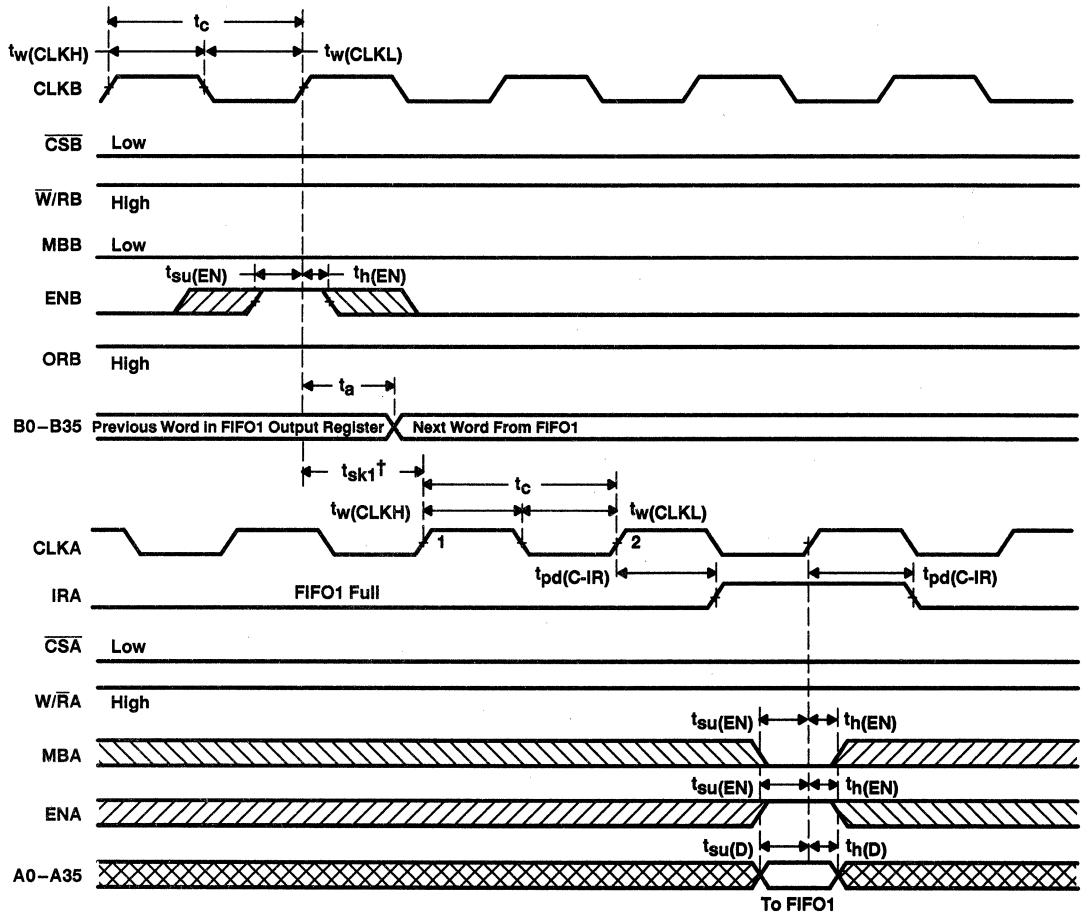 tc
tw(CLKH) tw(CLKL)
CLKB
CSB Low
W/RB High
MBB Low
tsu(EN) th(EN)
ENB
ORB High
ta
B0–B35 Previous Word in FIFO1 Output Register Next Word From FIFO1
tsk1†
tc
tw(CLKH) tw(CLKL)
CLKA 1 2
tpd(C-IR) tpd(C-IR)
IRA FIFO1 Full
CSA Low
W/RA High
tsu(EN) th(EN)
MBA
tsu(EN) th(EN)
ENA
tsu(D) th(D)
A0–A35
To FIFO1